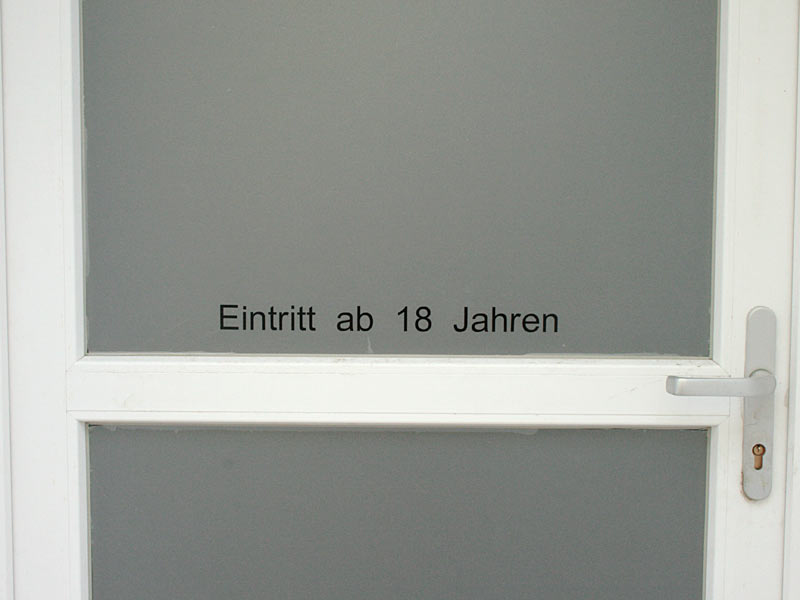 Eintritt ab 18 Jahren